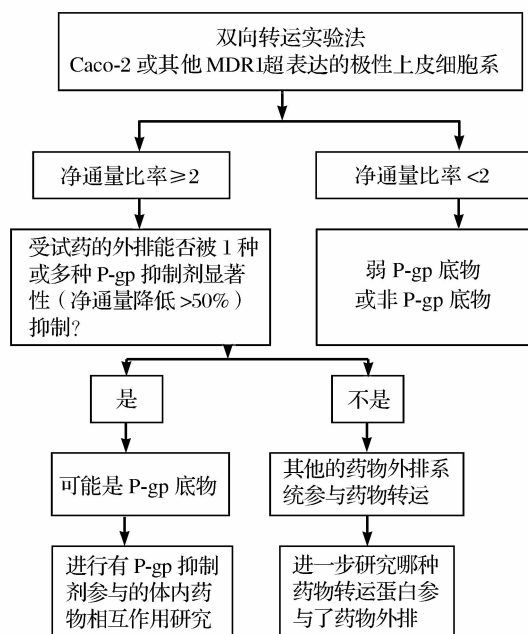 双向转运实验法
Caco-2 或其他 MDR1超表达的极性上皮细胞系
净通量比率≥2
净通量比率<2
受试药的外排能否被 1 种
或多种 P-gp 抑制剂显著
性（净通量降低>50%）
抑制?
弱 P-gp 底物
或非 P-gp 底物
是
不是
可能是 P-gp 底物
其他的药物外排系
统参与药物转运
进行有 P-gp 抑制
剂参与的体内药
物相互作用研究
进一步研究哪种
药物转运蛋白参
与了药物外排